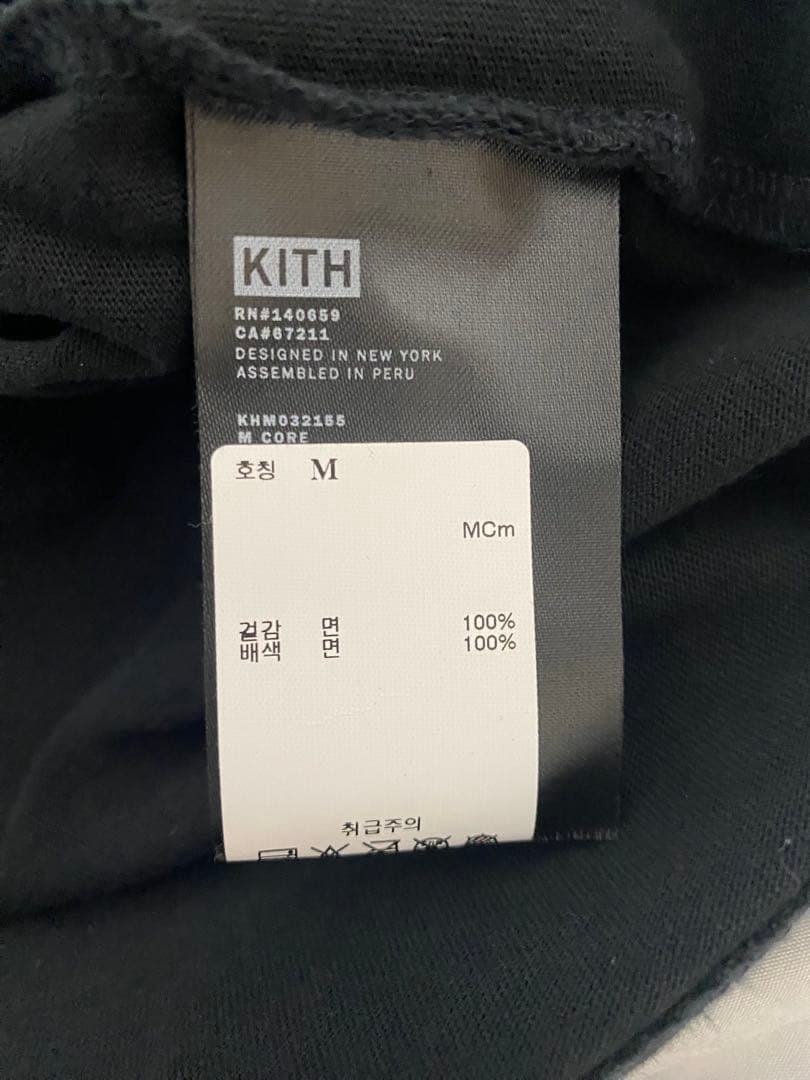 KITH
RN#140659
CA#67211
DESIGNED IN NEW YORK
ASSEMBLED IN PERU
KHM032155
M CORE
호칭 M
MCm
겉감 면 100%
배색 면 100%
취급주의